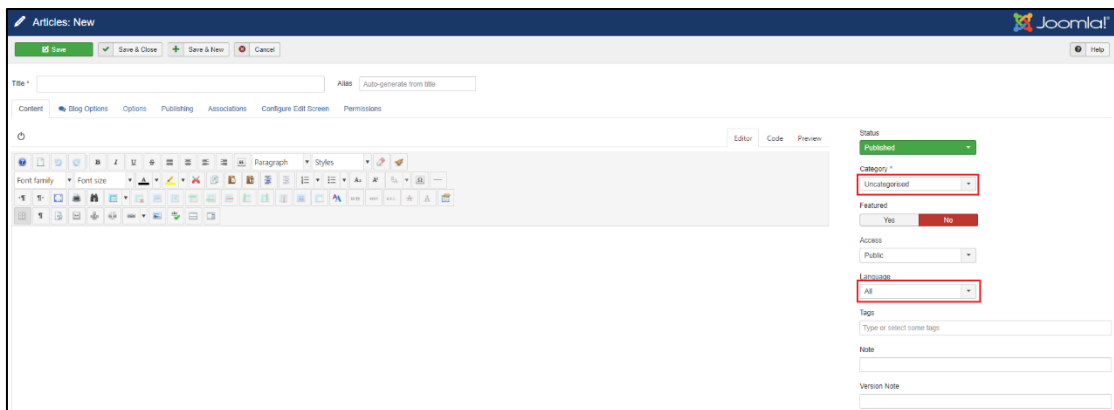 Articles: New
Joomla!
Save
Save & Close
Save & New
Cancel
Help
Title *
Alias
Auto-generate from title
Content
Blog Options
Options
Publishing
Associations
Configure Edit Screen
Permissions
Editor
Code
Preview
Paragraph
Styles
Font family
Font size
Status
Published
Category *
Uncategorised
Featured
Yes
No
Access
Public
Language
All
Tags
Type or select some tags
Note
Version Note